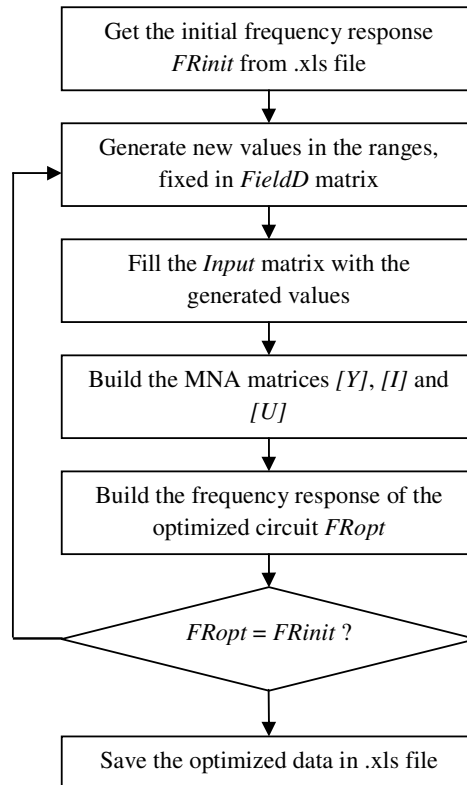 Get the initial frequency response
FRinit from .xls file
Generate new values in the ranges,
fixed in FieldD matrix
Fill the Input matrix with the
generated values
Build the MNA matrices [Y], [I] and
[U]
Build the frequency response of the
optimized circuit FRopt
FRopt = FRinit ?
Save the optimized data in .xls file